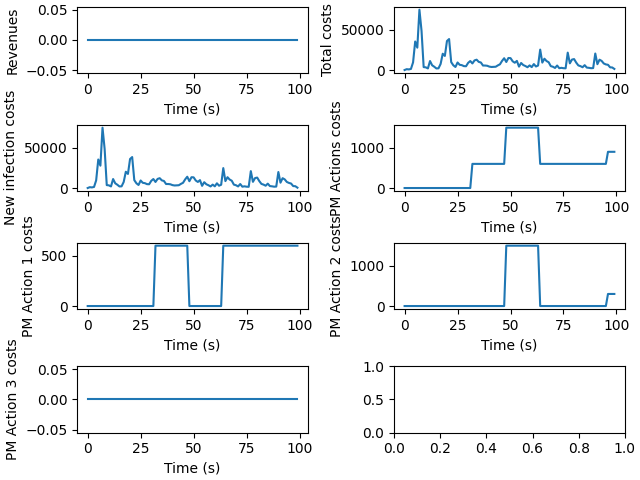 Revenues
0.05
0.00
−0.05
0 25 50 75 100
Time (s)
Total costs
50000
0
0 25 50 75 100
Time (s)
New infection costs
50000
0
0 25 50 75 100
Time (s)
PM Actions costs
1000
0
0 25 50 75 100
Time (s)
PM Action 1 costs
500
0
0 25 50 75 100
Time (s)
PM Action 2 costs
1000
0
0 25 50 75 100
Time (s)
PM Action 3 costs
0.05
0.00
−0.05
0 25 50 75 100
Time (s)
1.0
0.5
0.0
0.0 0.2 0.4 0.6 0.8 1.0